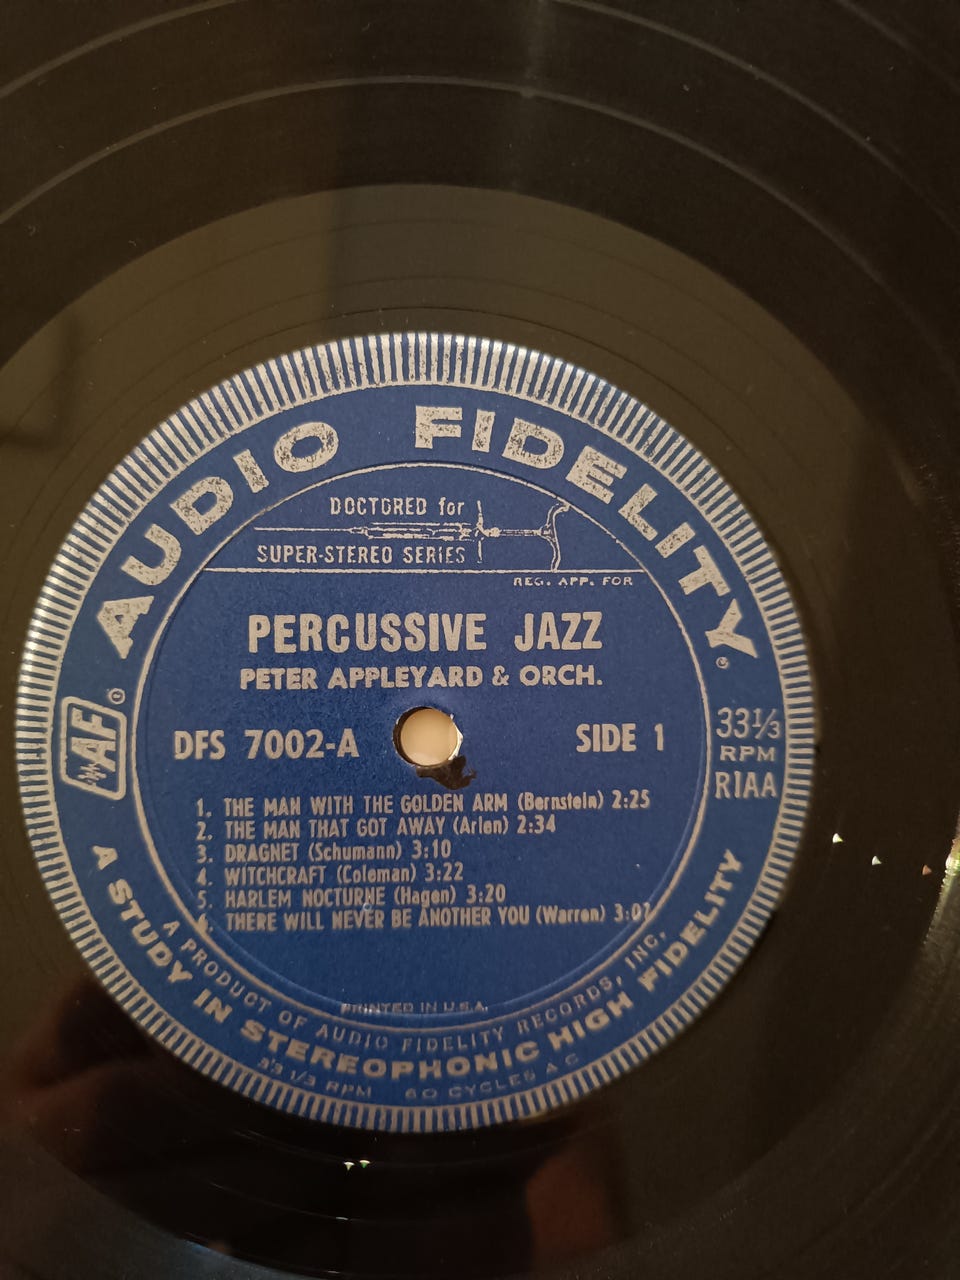 AUDIO FIDELITY
®
DOCTORED for
SUPER-STEREO SERIES
REG. APP. FOR
PERCUSSIVE JAZZ
PETER APPLEYARD & ORCH.
AF
®
DFS 7002-A
SIDE 1
33⅓
RPM
RIAA
1. THE MAN WITH THE GOLDEN ARM (Bernstein) 2:25
2. THE MAN THAT GOT AWAY (Arlen) 2:34
3. DRAGNET (Schumann) 3:10
4. WITCHCRAFT (Coleman) 3:22
5. HARLEM NOCTURNE (Hagen) 3:20
6. THERE WILL NEVER BE ANOTHER YOU (Warren)
PRINTED IN U.S.A.
A PRODUCT OF AUDIO FIDELITY RECORDS, INC.
A STUDY IN STEREOPHONIC HIGH FIDELITY
33 1/3 RPM 60 CYCLES A C